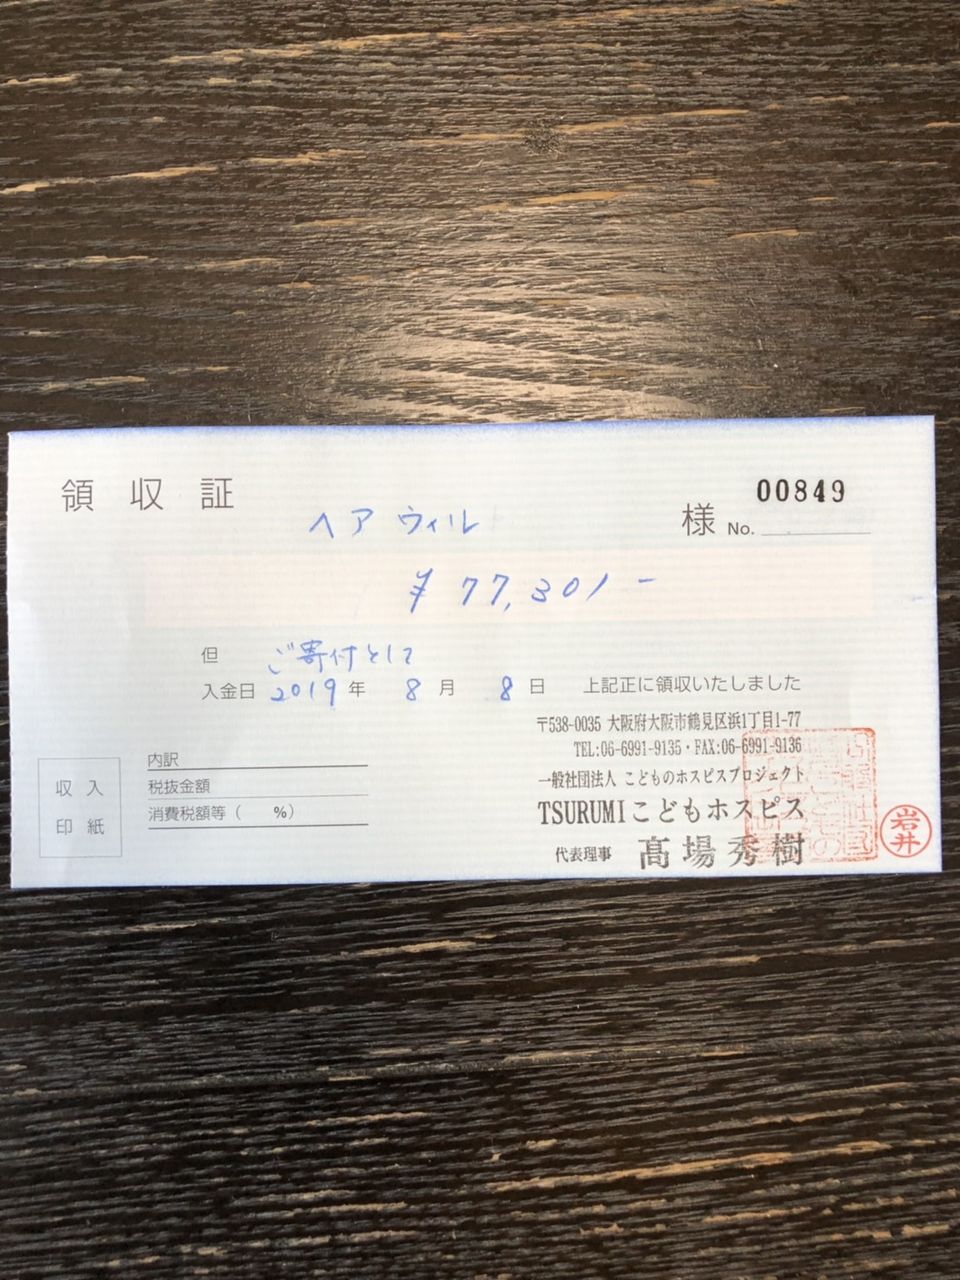 領収証
ヘアウィル 様 No. 00849
¥77,301-
但 ご寄付として
入金日 2019年 8月 8日 上記正に領収いたしました
〒538-0035 大阪府大阪市鶴見区浜1丁目1-77
TEL:06-6991-9135・FAX:06-6991-9136
一般社団法人 こどものホスピスプロジェクト
TSURUMIこどもホスピス
代表理事 髙場秀樹
岩井
内訳
税抜金額
消費税額等( %)
収入
印紙